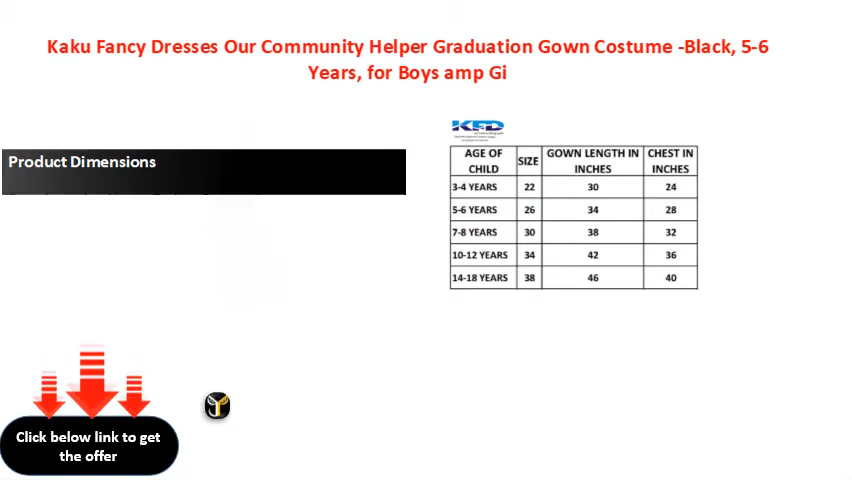 Kaku Fancy Dresses Our Community Helper Graduation Gown Costume -Black, 5-6
Years, for Boys amp Gi
Product Dimensions
KFD
AGE OF CHILD SIZE GOWN LENGTH IN INCHES CHEST IN INCHES
3-4 YEARS 22 30 24
5-6 YEARS 26 34 28
7-8 YEARS 30 38 32
10-12 YEARS 34 42 36
14-18 YEARS 38 46 40
Click below link to get
the offer